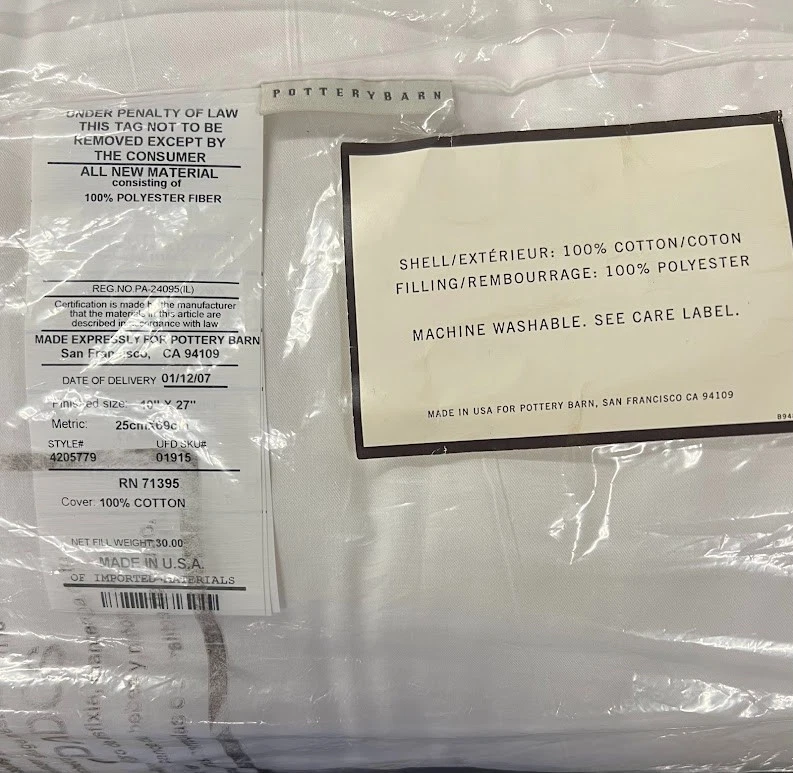 POTTERYBARN
UNDER PENALTY OF LAW
THIS TAG NOT TO BE
REMOVED EXCEPT BY
THE CONSUMER
ALL NEW MATERIAL
consisting of
100% POLYESTER FIBER
REG.NO.PA-24095(IL)
Certification is made by the manufacturer
that the materials in this article are
described in accordance with law
MADE EXPRESSLY FOR POTTERY BARN
San Francisco, CA 94109
DATE OF DELIVERY 01/12/07
Finished size: 10" X 27"
Metric: 25cmx69cm
STYLE# UFD SKU#
4205779 01915
RN 71395
Cover: 100% COTTON
NET FILL WEIGHT:30.00
MADE IN U.S.A.
OF IMPORTED MATERIALS
SHELL/EXTÉRIEUR: 100% COTTON/COTON
FILLING/REMBOURRAGE: 100% POLYESTER
MACHINE WASHABLE. SEE CARE LABEL.
MADE IN USA FOR POTTERY BARN, SAN FRANCISCO CA 94109